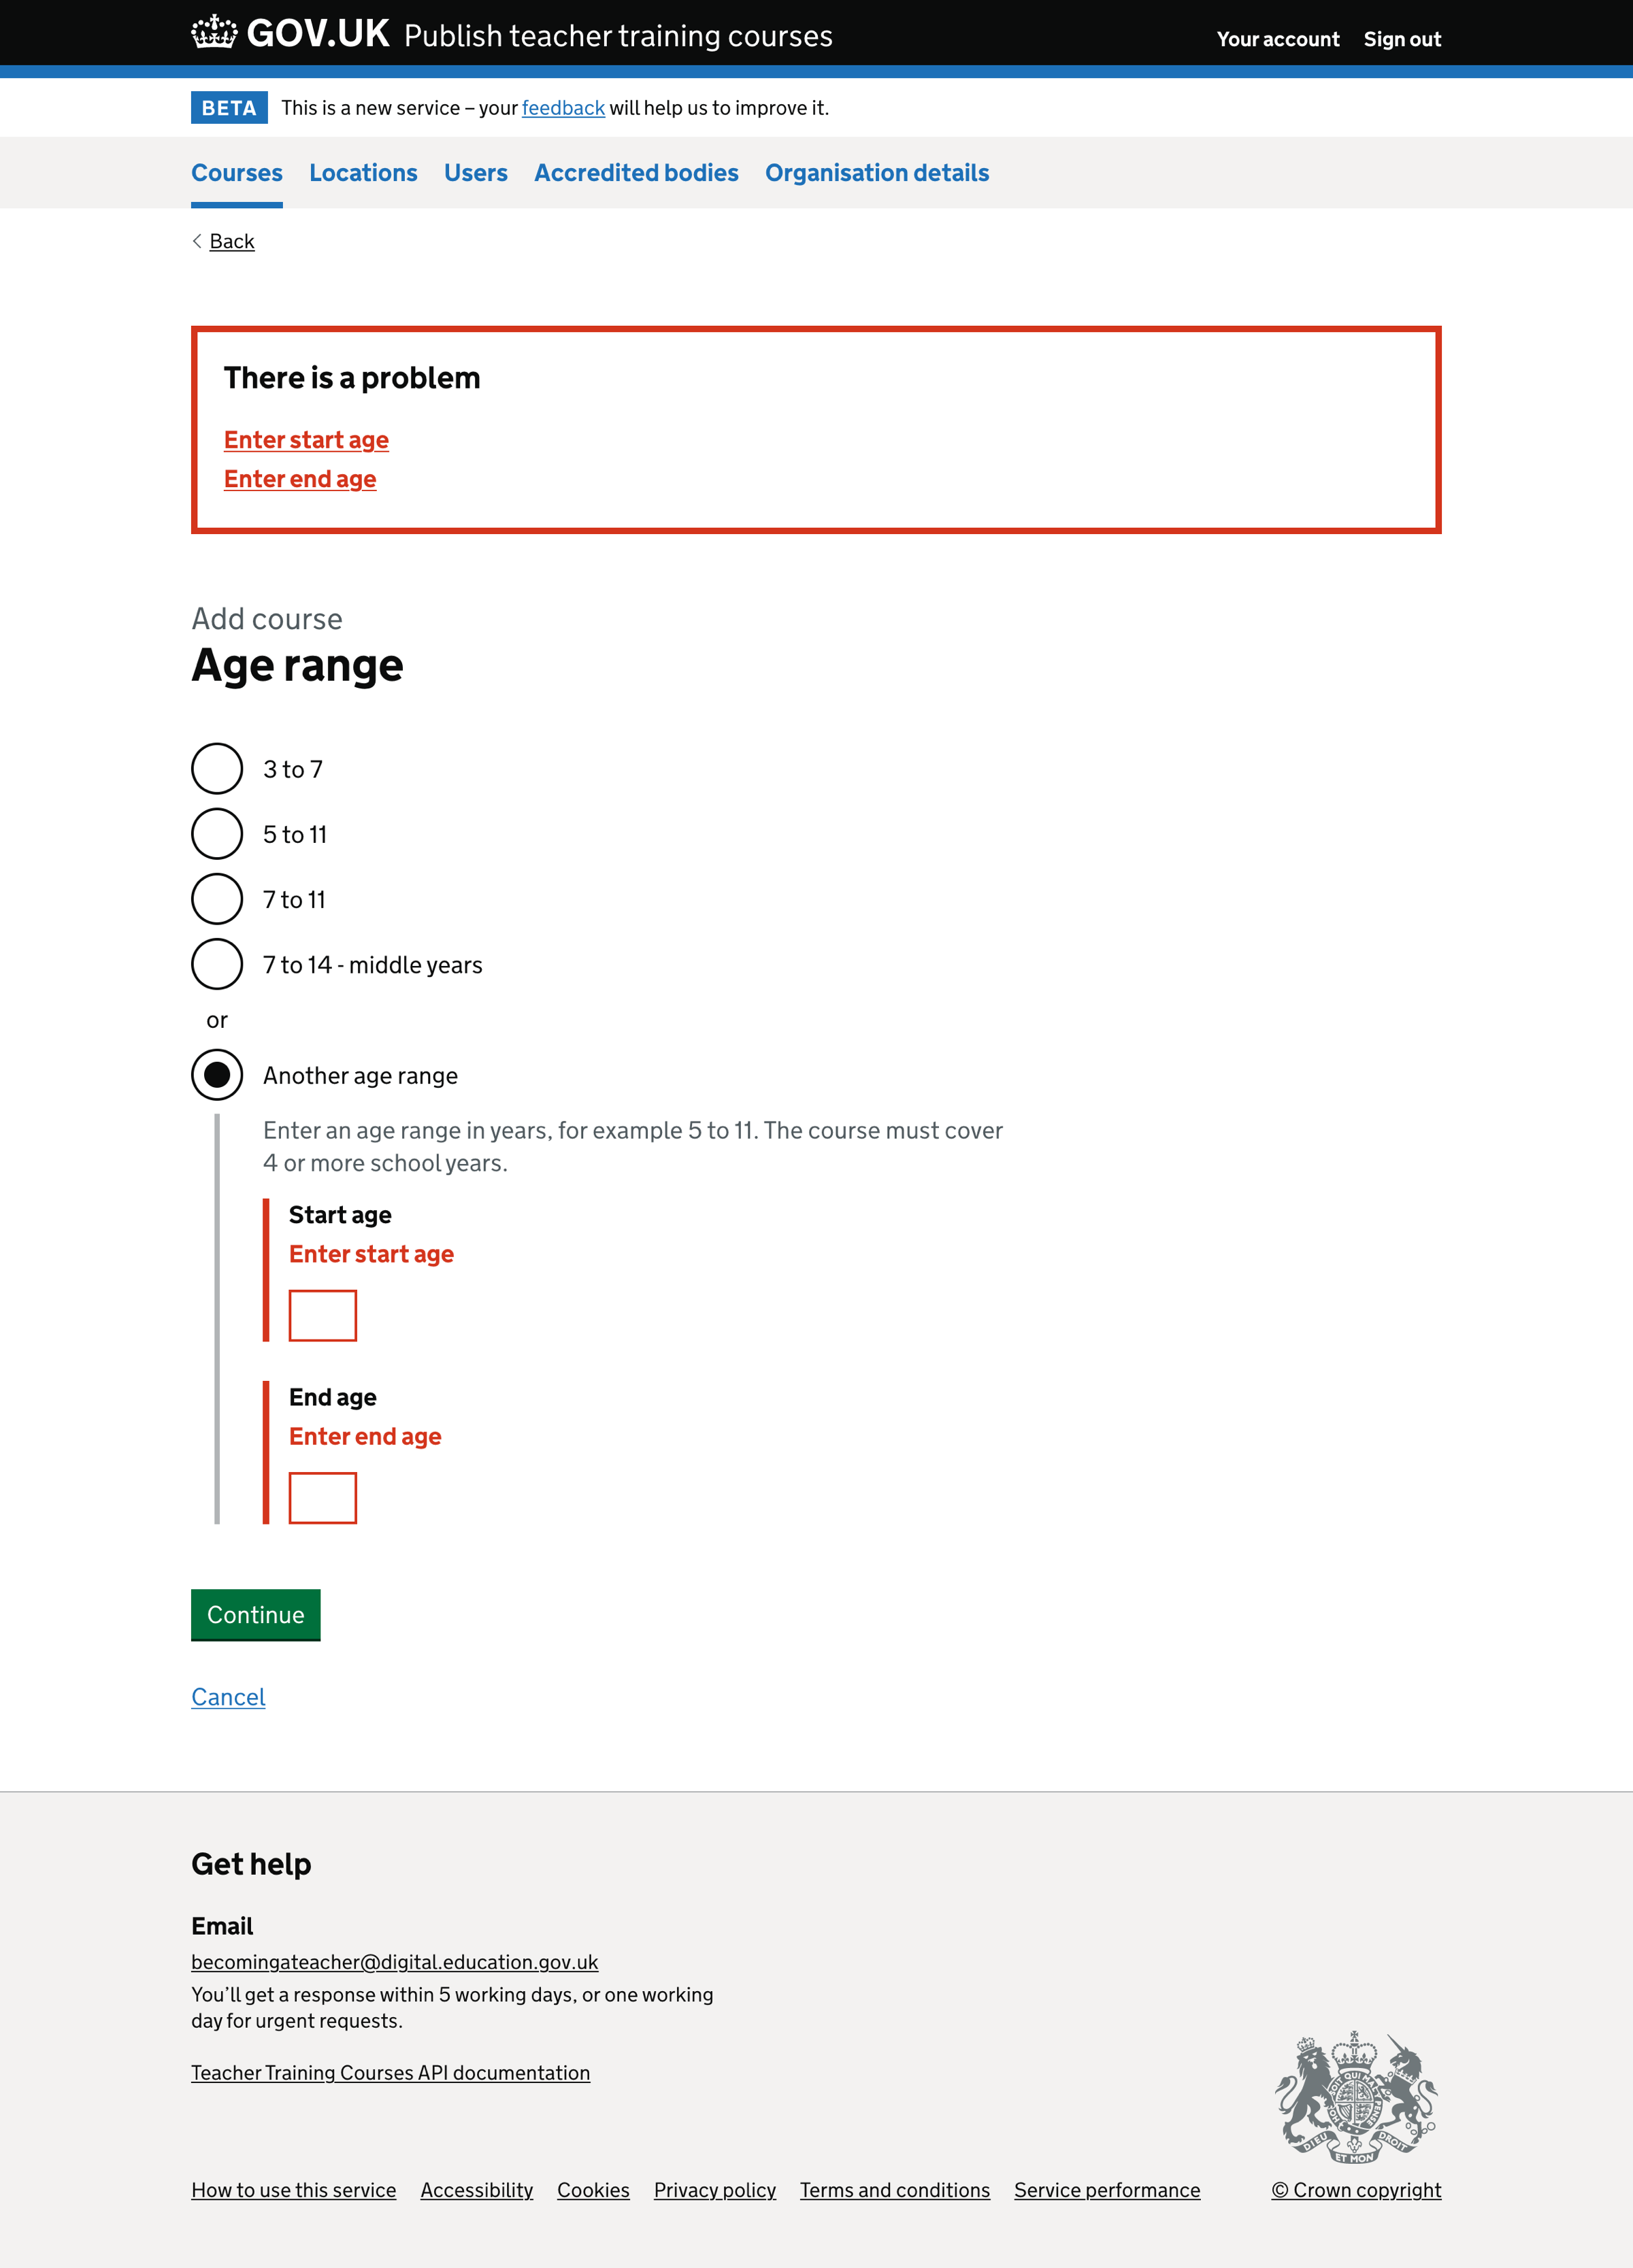 GOV.UK Publish teacher training courses
Your account Sign out
BETA This is a new service – your feedback will help us to improve it.
Courses Locations Users Accredited bodies Organisation details
Back
There is a problem
Enter start age
Enter end age
Add course
Age range
3 to 7
5 to 11
7 to 11
7 to 14 - middle years
or
Another age range
Enter an age range in years, for example 5 to 11. The course must cover
4 or more school years.
Start age
Enter start age
End age
Enter end age
Continue
Cancel
Get help
Email
becomingateacher@digital.education.gov.uk
You’ll get a response within 5 working days, or one working
day for urgent requests.
Teacher Training Courses API documentation
DIEU ET MON DROIT
How to use this service Accessibility Cookies Privacy policy Terms and conditions Service performance
© Crown copyright